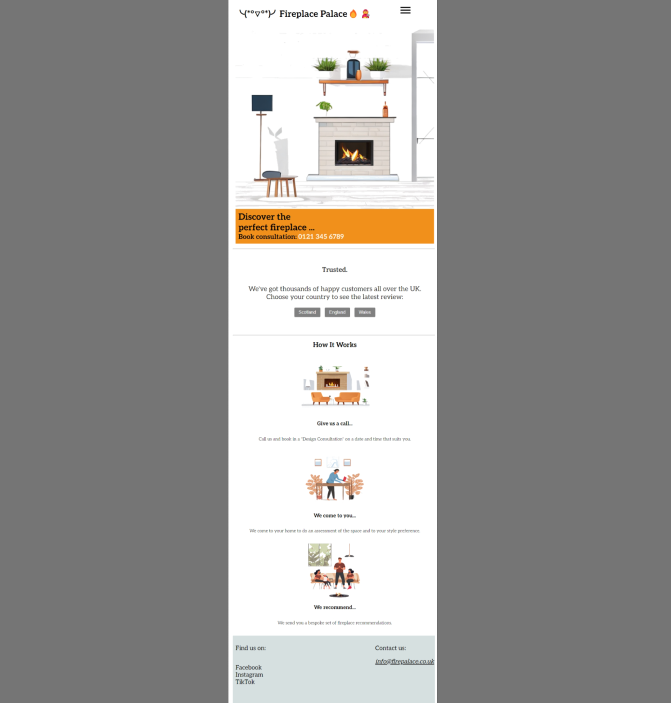 Fireplace Palace
Discover the
perfect fireplace ...
Book consultation: 0121 345 6789
Trusted.
We've got thousands of happy customers all over the UK.
Choose your country to see the latest review:
Scotland England Wales
How It Works
Give us a call...
Call us and book in a "Design Consultation" on a date and time that suits you.
We come to you...
We come to your home to do an assessment of the space and to your style preference.
We recommend...
We send you a bespoke set of fireplace recommendations.
Find us on: Contact us:
info@firepalace.co.uk
Facebook
Instagram
TikTok